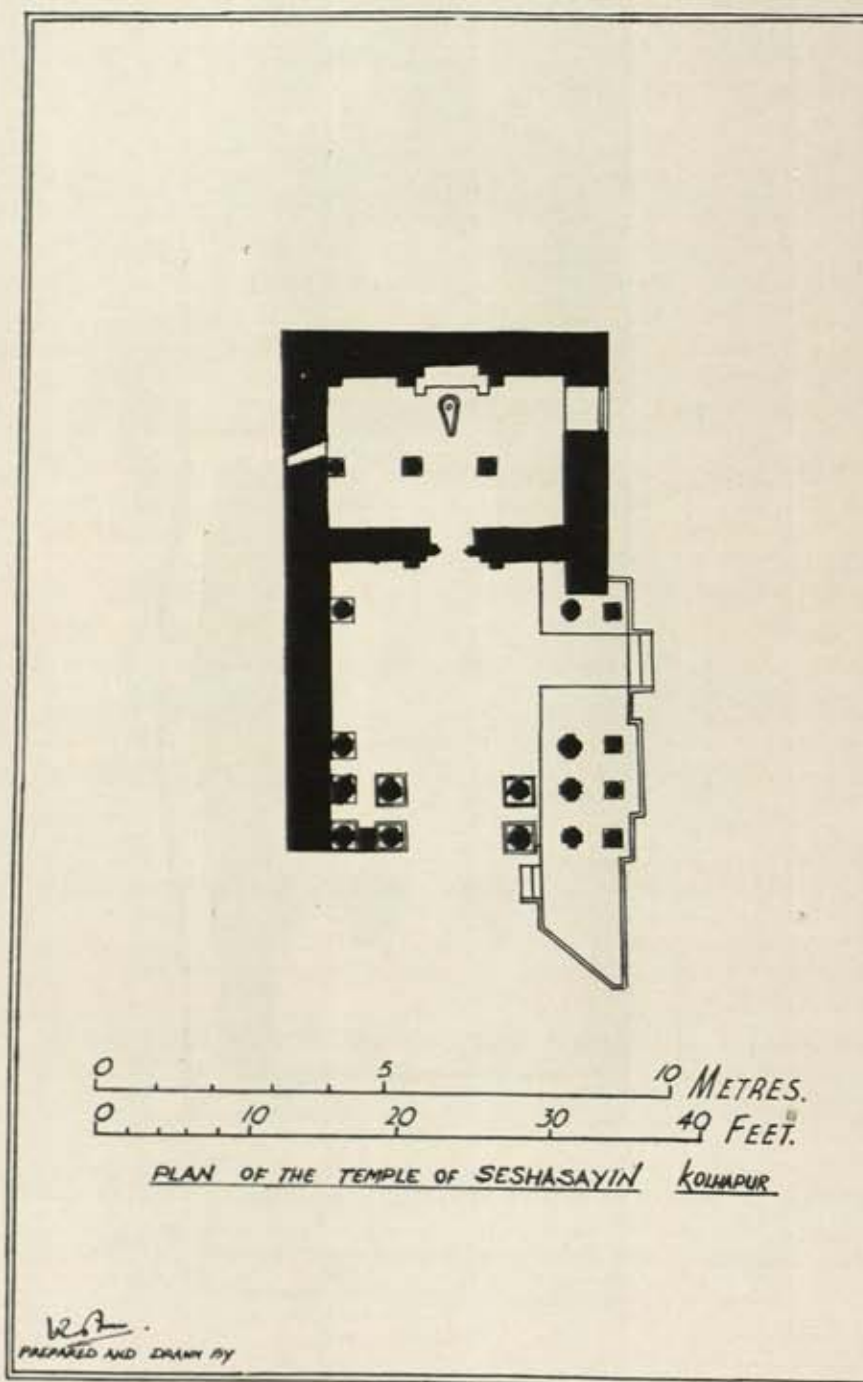 0 5 10 METRES.
0 10 20 30 40 FEET.
PLAN OF THE TEMPLE OF SESHASAYIN KOLHAPUR
PREPARED AND DRAWN BY